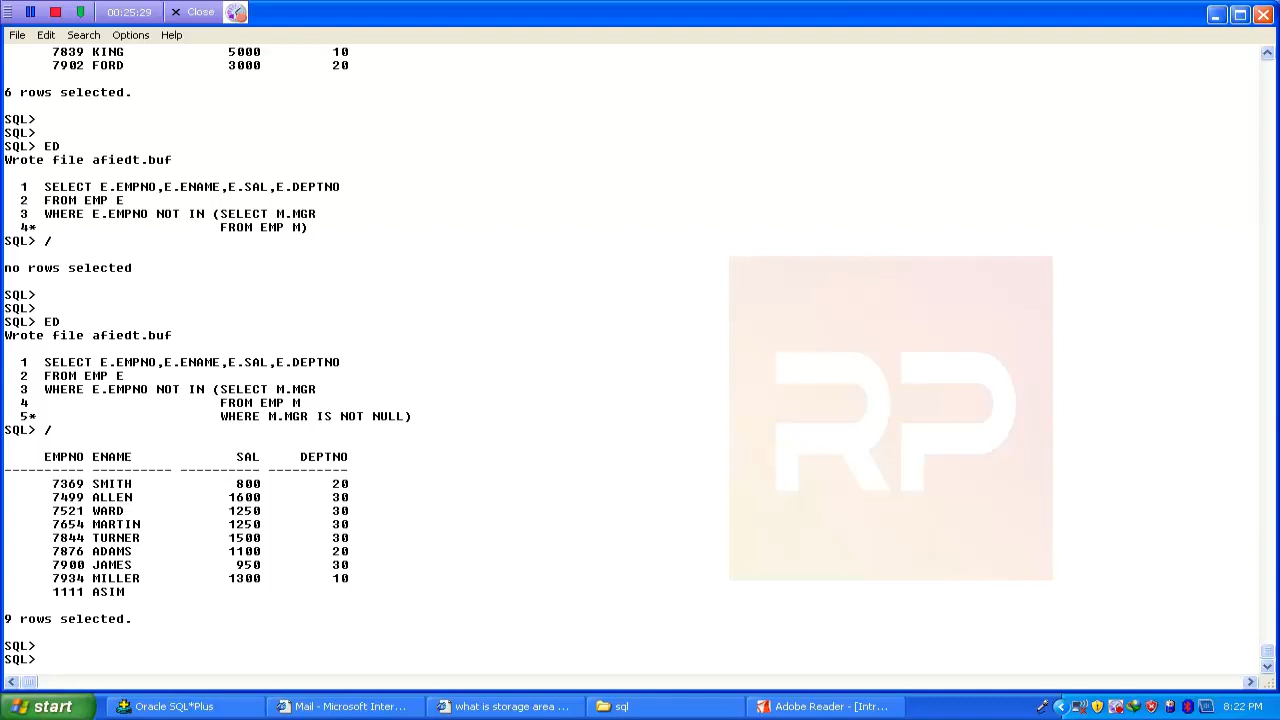 00:25:29 Close
File Edit Search Options Help
7839 KING 5000 10
7902 FORD 3000 20
6 rows selected.
SQL>
SQL>
SQL> ED
Wrote file afiedt.buf
1 SELECT E.EMPNO,E.ENAME,E.SAL,E.DEPTNO
2 FROM EMP E
3 WHERE E.EMPNO NOT IN (SELECT M.MGR
4* FROM EMP M)
SQL> /
no rows selected
SQL>
SQL>
SQL> ED
Wrote file afiedt.buf
1 SELECT E.EMPNO,E.ENAME,E.SAL,E.DEPTNO
2 FROM EMP E
3 WHERE E.EMPNO NOT IN (SELECT M.MGR
4 FROM EMP M
5* WHERE M.MGR IS NOT NULL)
SQL> /
EMPNO ENAME SAL DEPTNO
---------- ---------- ---------- ----------
7369 SMITH 800 20
7499 ALLEN 1600 30
7521 WARD 1250 30
7654 MARTIN 1250 30
7844 TURNER 1500 30
7876 ADAMS 1100 20
7900 JAMES 950 30
7934 MILLER 1300 10
1111 ASIM
9 rows selected.
SQL>
SQL>
RP
start Oracle SQL*Plus Mail - Microsoft Inter... what is storage area ... sql Adobe Reader - [Intr... 8:22 PM